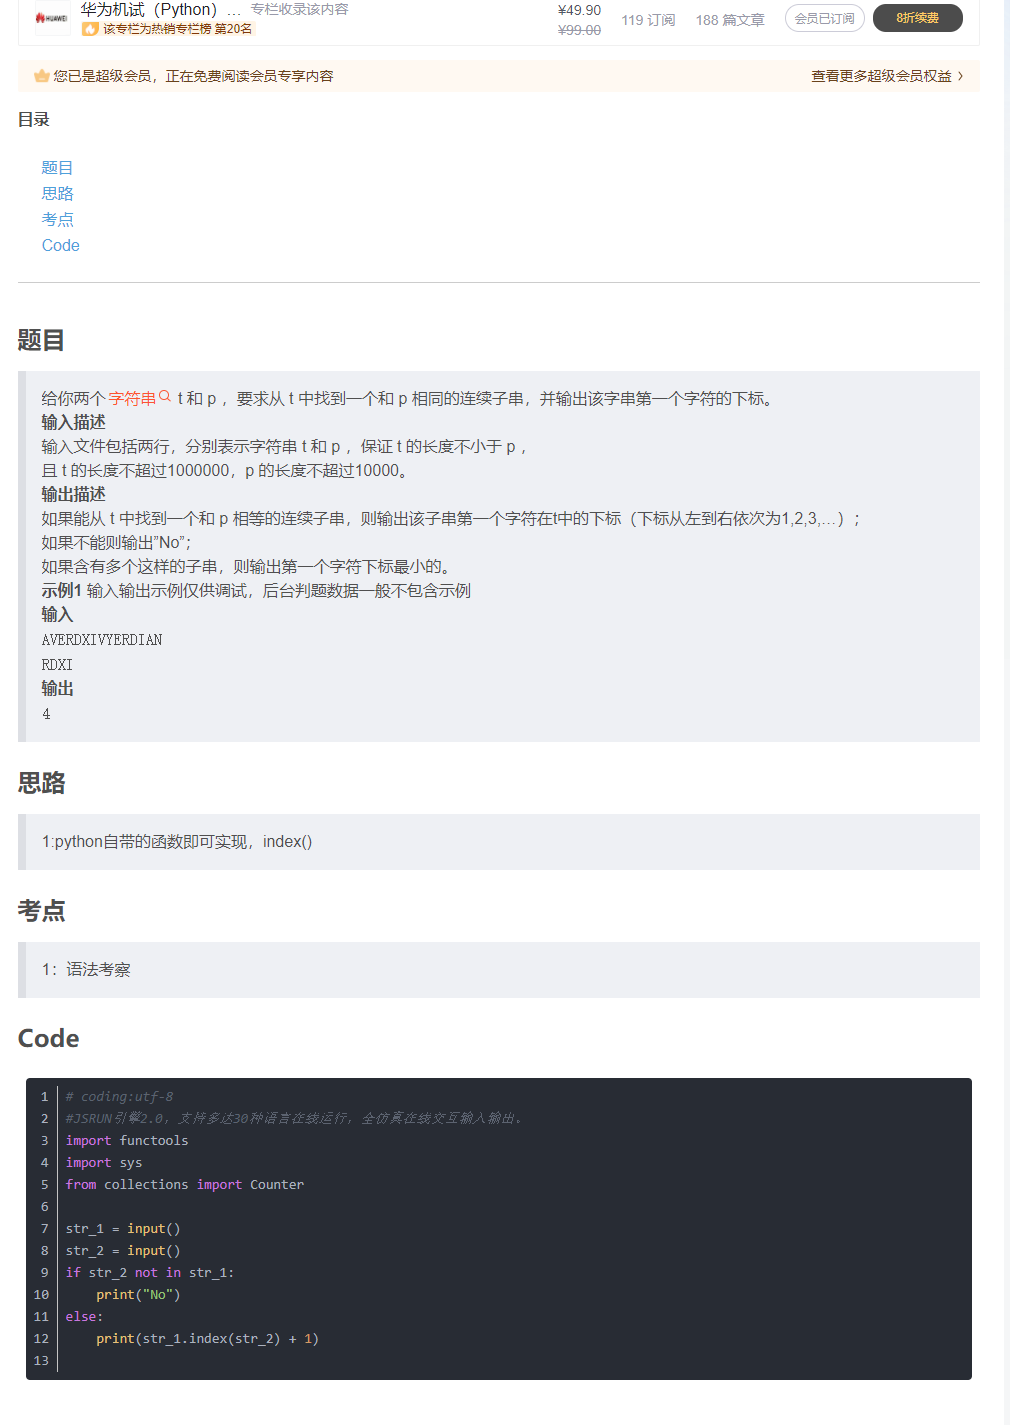 华为机试（Python）... 专栏收录该内容
该专栏为热销专栏榜 第20名
¥49.90
¥99.00
119 订阅 188 篇文章 会员已订阅 8折续费
HUAWEI
您已是超级会员，正在免费阅读会员专享内容 查看更多超级会员权益 >
目录
题目
思路
考点
Code
题目
给你两个 字符串 t 和 p ，要求从 t 中找到一个和 p 相同的连续子串，并输出该字串第一个字符的下标。
输入描述
输入文件包括两行，分别表示字符串 t 和 p ，保证 t 的长度不小于 p ，
且 t 的长度不超过1000000，p 的长度不超过10000。
输出描述
如果能从 t 中找到一个和 p 相等的连续子串，则输出该子串第一个字符在t中的下标（下标从左到右依次为1,2,3,…）；
如果不能则输出”No”；
如果含有多个这样的子串，则输出第一个字符下标最小的。
示例1 输入输出示例仅供调试，后台判题数据一般不包含示例
输入
AVERDXIVYERDIAN
RDXI
输出
4
思路
1:python自带的函数即可实现，index()
考点
1：语法考察
Code
1 # coding:utf-8
2 #JSRUN引擎2.0，支持多达30种语言在线运行，全仿真在线交互输入输出。
3 import functools
4 import sys
5 from collections import Counter
6
7 str_1 = input()
8 str_2 = input()
9 if str_2 not in str_1:
10     print("No")
11 else:
12     print(str_1.index(str_2) + 1)
13